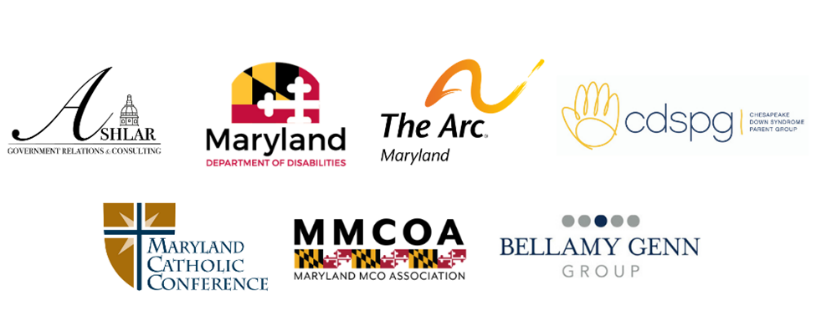 ASHLAR
GOVERNMENT RELATIONS & CONSULTING
Maryland
DEPARTMENT OF DISABILITIES
The Arc
Maryland
cdspg
CHESAPEAKE
DOWN SYNDROME
PARENT GROUP
MARYLAND
CATHOLIC
CONFERENCE
MMCOA
MARYLAND MCO ASSOCIATION
BELLAMY GENN
GROUP